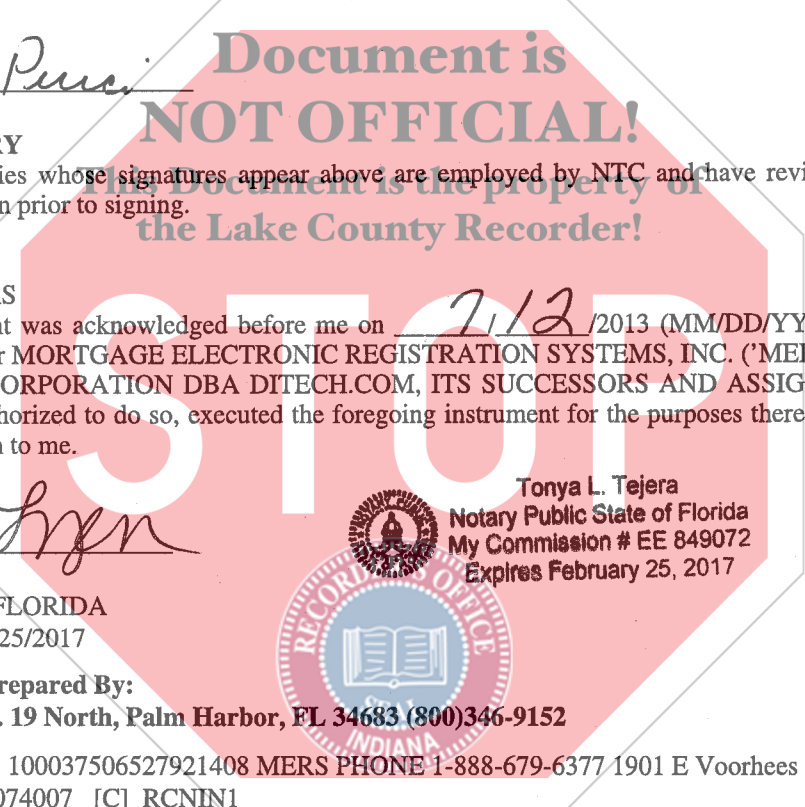 Document is
NOT OFFICIAL!
This Document is the property of
the Lake County Recorder!
STOP
RY
ies whose signatures appear above are employed by NTC and have revi
n prior to signing.
AS
nt was acknowledged before me on 7/12/2013 (MM/DD/YY
r MORTGAGE ELECTRONIC REGISTRATION SYSTEMS, INC. ('MER
ORPORATION DBA DITECH.COM, ITS SUCCESSORS AND ASSIG
horized to do so, executed the foregoing instrument for the purposes there
n to me.
Tonya L. Tejera
Notary Public State of Florida
My Commission # EE 849072
Expires February 25, 2017
FLORIDA
25/2017
RECORDER'S OFFICE
SEAL
INDIANA
repared By:
. 19 North, Palm Harbor, FL 34683 (800)346-9152
100037506527921408 MERS PHONE 1-888-679-6377 1901 E Voorhees
074007 [C] RCNIN1